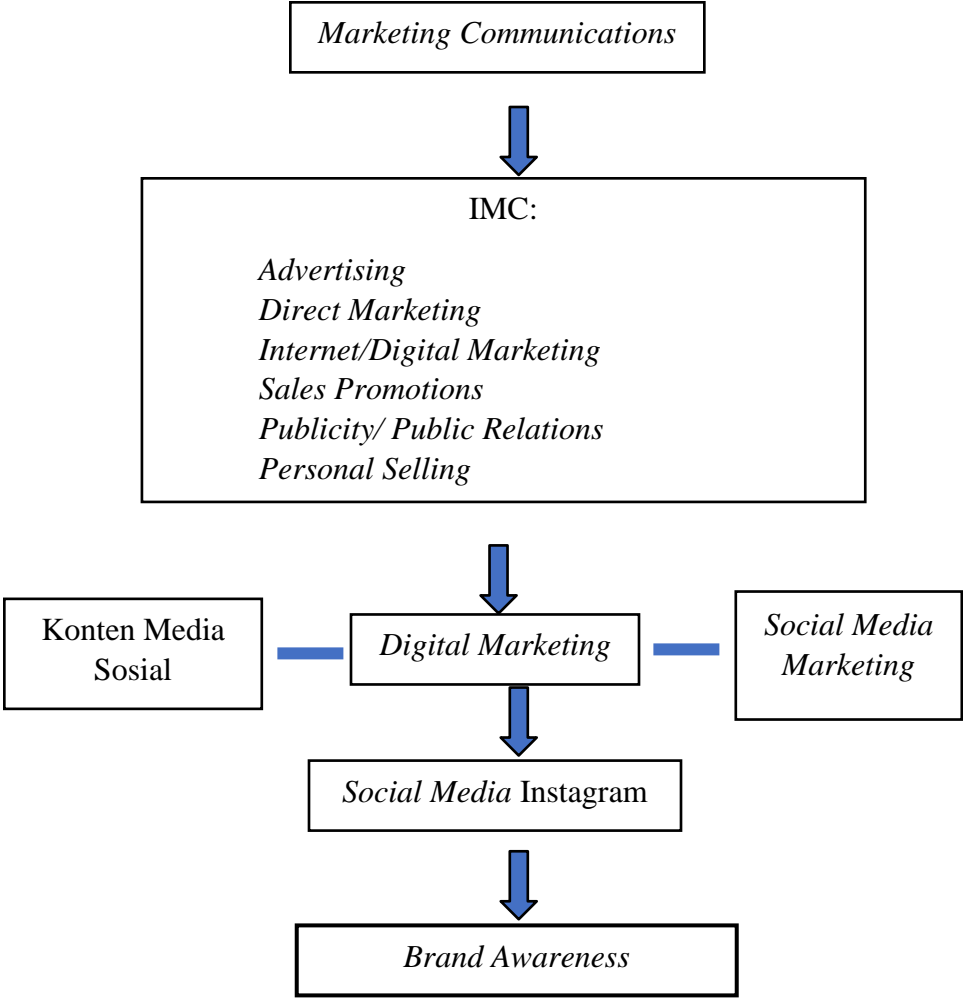 Marketing Communications
IMC:
Advertising
Direct Marketing
Internet/Digital Marketing
Sales Promotions
Publicity/ Public Relations
Personal Selling
Konten Media
Sosial
Digital Marketing
Social Media
Marketing
Social Media Instagram
Brand Awareness